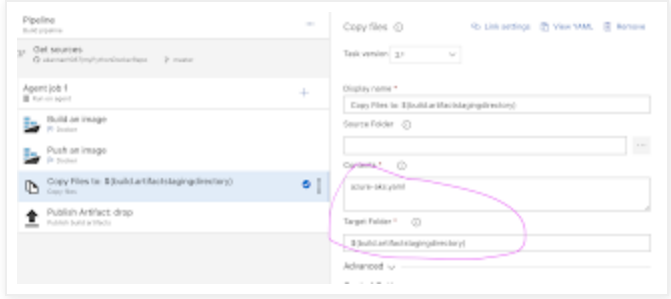 Pipeline
Build pipeline
Get sources
master
Agent job 1
Run on agent
Build an image
Docker
Push an image
Docker
Copy Files to: $(build.artifactstagingdirectory)
Copy files
Publish Artifact: drop
Publish build artifacts
Copy files
Link settings
View YAML
Remove
Task version
Display name *
Copy Files to: $(build.artifactstagingdirectory)
Source Folder
Contents *
azure-aks.yaml
Target Folder *
$(build.artifactstagingdirectory)
Advanced